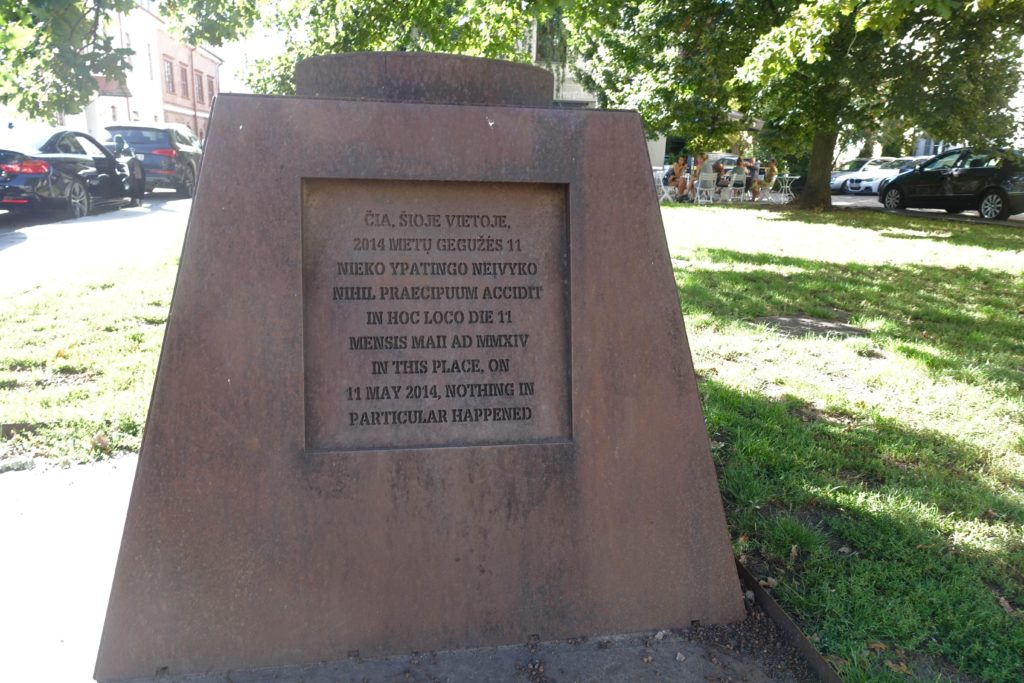 ČIA, ŠIOJE VIETOJE,
2014 METŲ GEGUŽĖS 11
NIEKO YPATINGO NEĮVYKO
NIHIL PRAECIPUUM ACCIDIT
IN HOC LOCO DIE 11
MENSIS MAII AD MMXIV
IN THIS PLACE, ON
11 MAY 2014, NOTHING IN
PARTICULAR HAPPENED